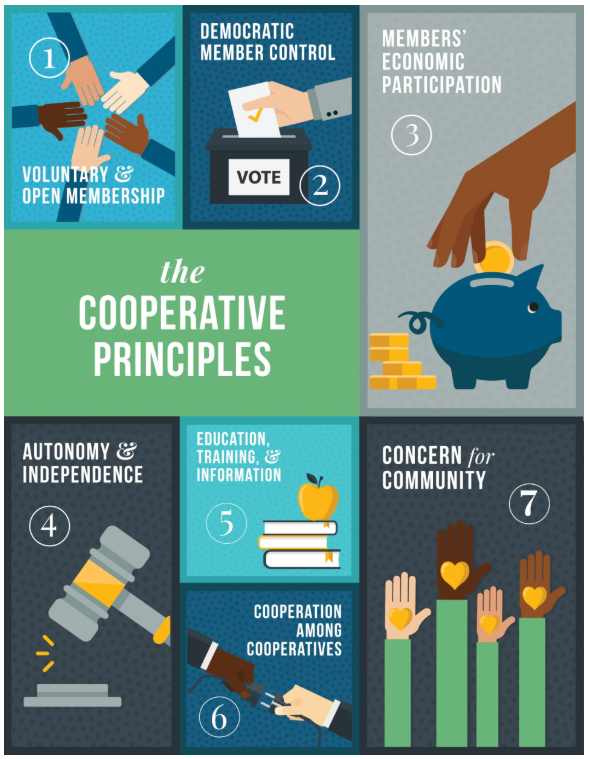 1
VOLUNTARY &
OPEN MEMBERSHIP
DEMOCRATIC
MEMBER CONTROL
VOTE
2
MEMBERS'
ECONOMIC
PARTICIPATION
3
the
COOPERATIVE
PRINCIPLES
AUTONOMY &
INDEPENDENCE
4
EDUCATION,
TRAINING, &
INFORMATION
5
COOPERATION
AMONG
COOPERATIVES
6
CONCERN for
COMMUNITY
7